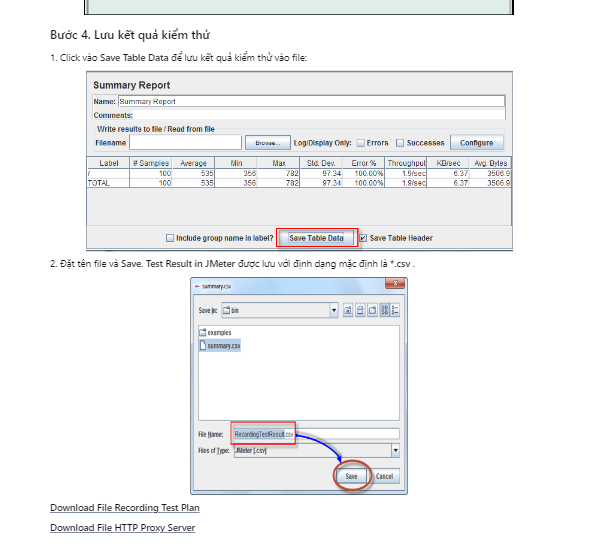 Bước 4. Lưu kết quả kiểm thử
1. Click vào Save Table Data để lưu kết quả kiểm thử vào file:
Summary Report
Name: Summary Report
Comments:
Write results to file / Read from file
Filename Browse... Log/Display Only: Errors Successes Configure
Label # Samples Average Min Max Std. Dev. Error % Throughput KB/sec Avg. Bytes
/ 100 535 356 782 97.34 100.00% 1.9/sec 6.37 3506.9
TOTAL 100 535 356 782 97.34 100.00% 1.9/sec 6.37 3506.9
Include group name in label? Save Table Data Save Table Header
2. Đặt tên file và Save. Test Result in JMeter được lưu với định dạng mặc định là *.csv .
summary.csv
Save In: bin
examples
summary.csv
File Name: RecordingTestResult.csv
Files of Type: JMeter [.csv]
Save Cancel
Download File Recording Test Plan
Download File HTTP Proxy Server